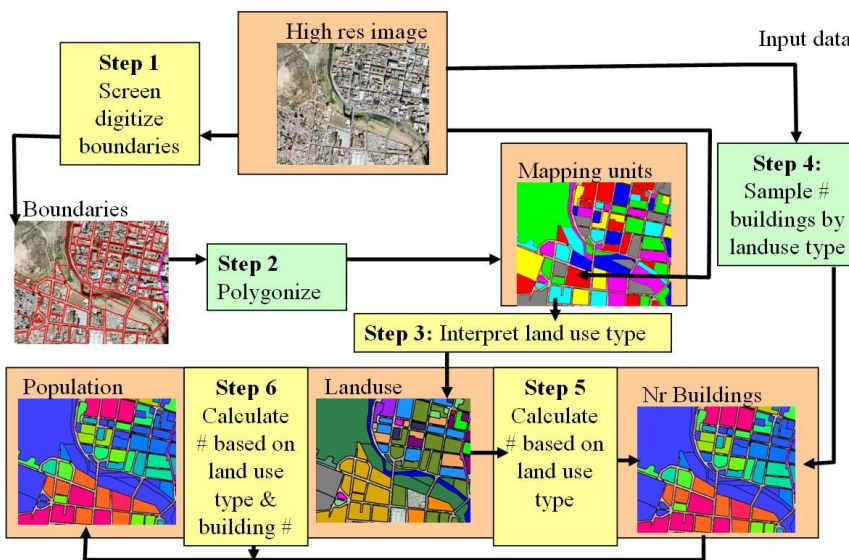 High res image
Input data
Step 1
Screen
digitize
boundaries
Mapping units
Step 4:
Sample #
buildings by
landuse type
Boundaries
Step 2
Polygonize
Step 3: Interpret land use type
Population
Step 6
Calculate
# based on
land use
type &
building #
Landuse
Step 5
Calculate
# based on
land use
type
Nr Buildings